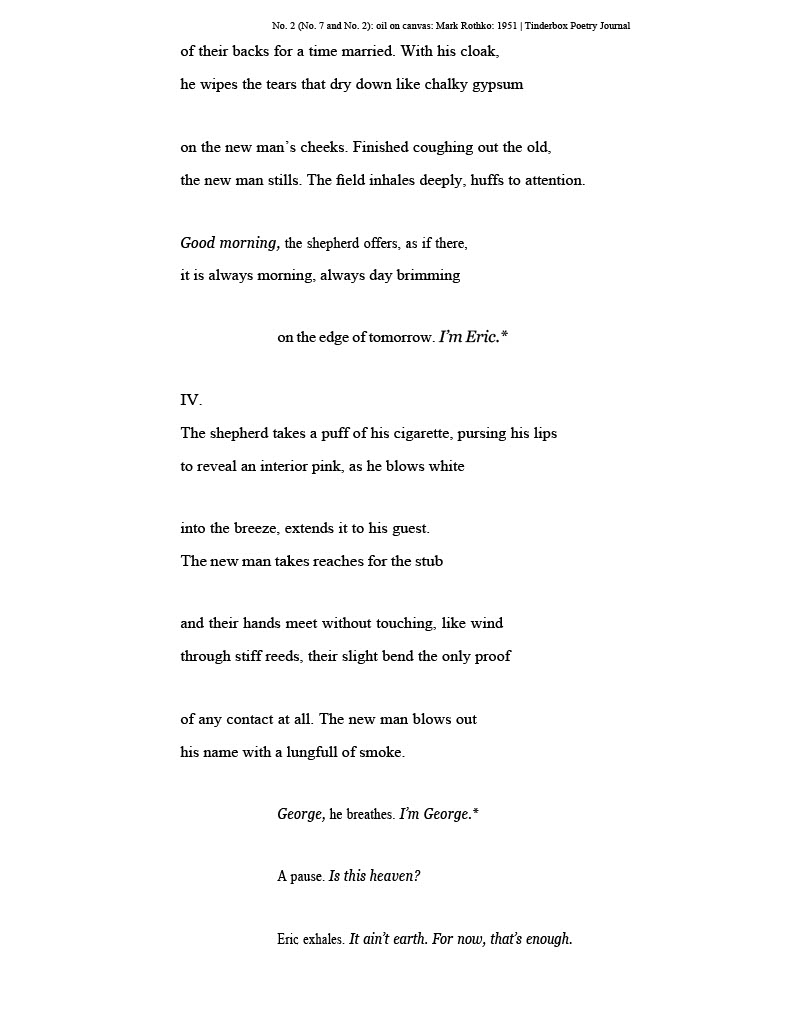 No. 2 (No. 7 and No. 2): oil on canvas: Mark Rothko: 1951 | Tinderbox Poetry Journal
of their backs for a time married. With his cloak,
he wipes the tears that dry down like chalky gypsum
on the new man’s cheeks. Finished coughing out the old,
the new man stills. The field inhales deeply, huffs to attention.
Good morning, the shepherd offers, as if there,
it is always morning, always day brimming
on the edge of tomorrow. I’m Eric.*
IV.
The shepherd takes a puff of his cigarette, pursing his lips
to reveal an interior pink, as he blows white
into the breeze, extends it to his guest.
The new man takes reaches for the stub
and their hands meet without touching, like wind
through stiff reeds, their slight bend the only proof
of any contact at all. The new man blows out
his name with a lungfull of smoke.
George, he breathes. I’m George.*
A pause. Is this heaven?
Eric exhales. It ain’t earth. For now, that’s enough.